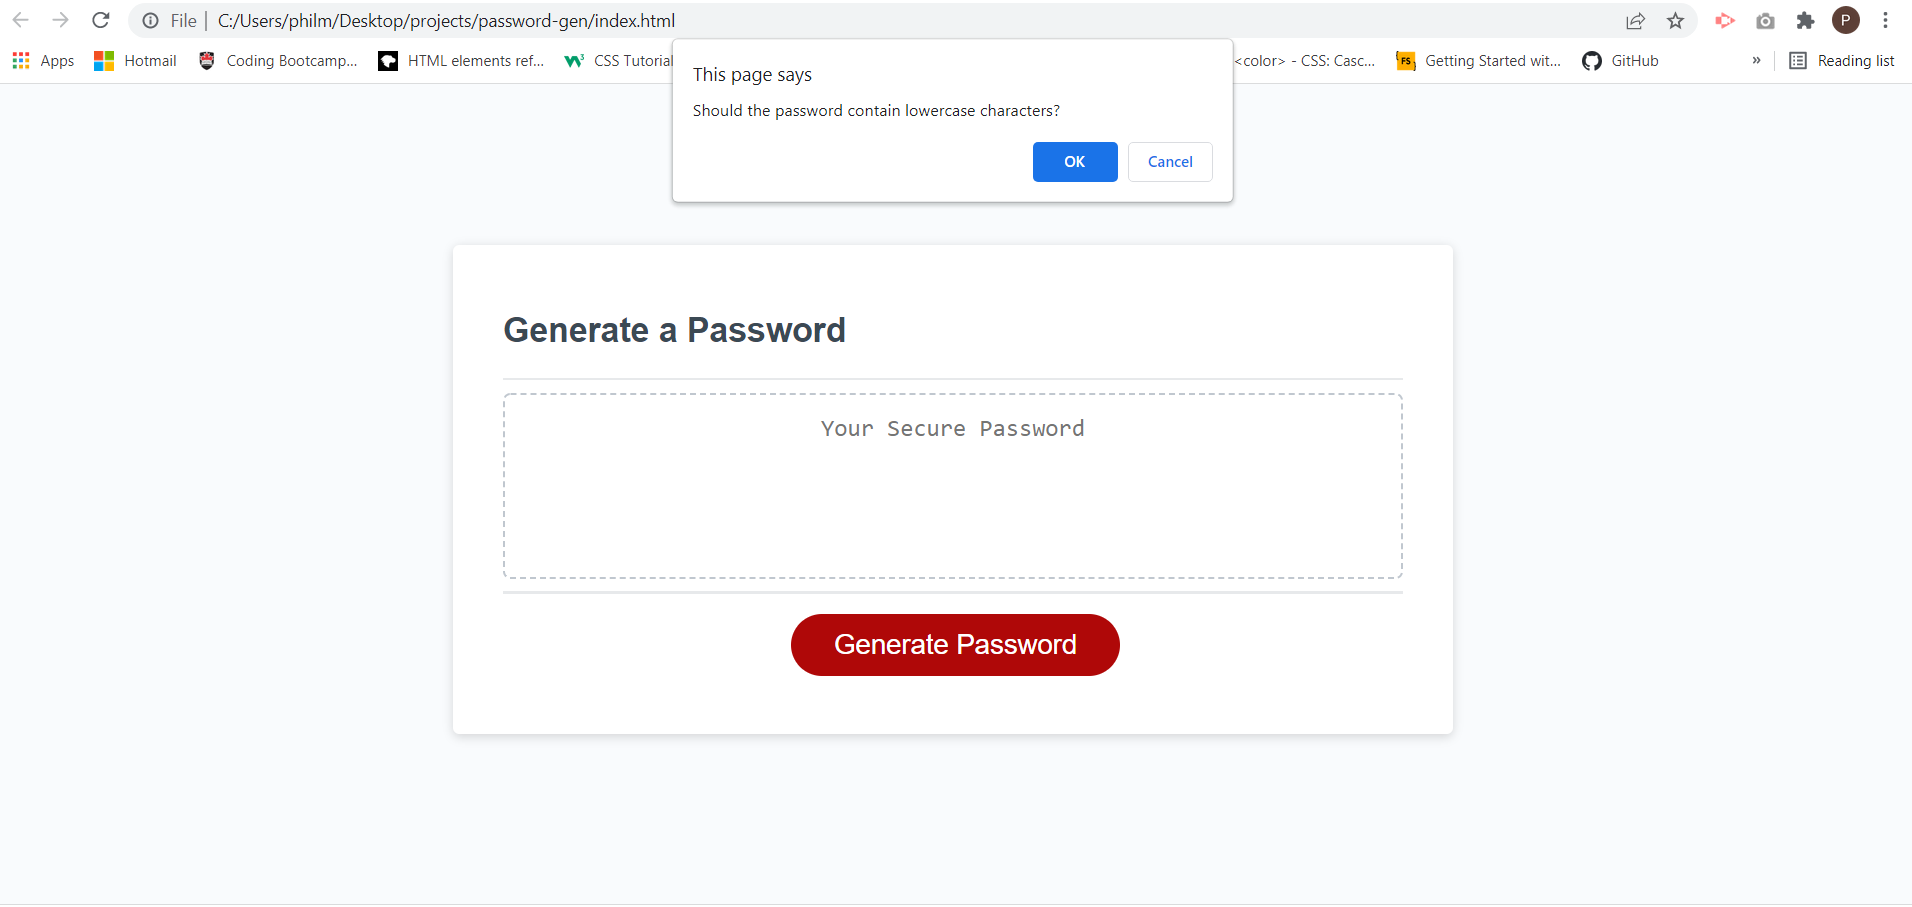 File | C:/Users/philm/Desktop/projects/password-gen/index.html
P
Apps Hotmail Coding Bootcamp... HTML elements ref... CSS Tutorial <color> - CSS: Casc... FS Getting Started wit... GitHub » Reading list
This page says
Should the password contain lowercase characters?
OK Cancel
Generate a Password
Your Secure Password
Generate Password